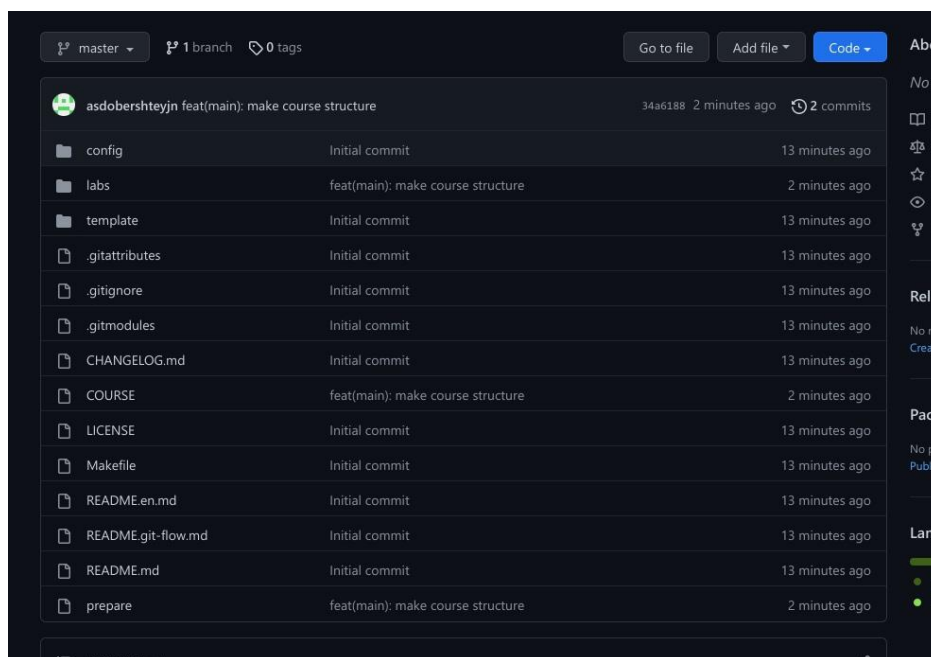 master 1 branch 0 tags Go to file Add file Code
asdobershteyjn feat(main): make course structure 34a6188 2 minutes ago 2 commits
config Initial commit 13 minutes ago
labs feat(main): make course structure 2 minutes ago
template Initial commit 13 minutes ago
.gitattributes Initial commit 13 minutes ago
.gitignore Initial commit 13 minutes ago
.gitmodules Initial commit 13 minutes ago
CHANGELOG.md Initial commit 13 minutes ago
COURSE feat(main): make course structure 2 minutes ago
LICENSE Initial commit 13 minutes ago
Makefile Initial commit 13 minutes ago
README.en.md Initial commit 13 minutes ago
README.git-flow.md Initial commit 13 minutes ago
README.md Initial commit 13 minutes ago
prepare feat(main): make course structure 2 minutes ago
No